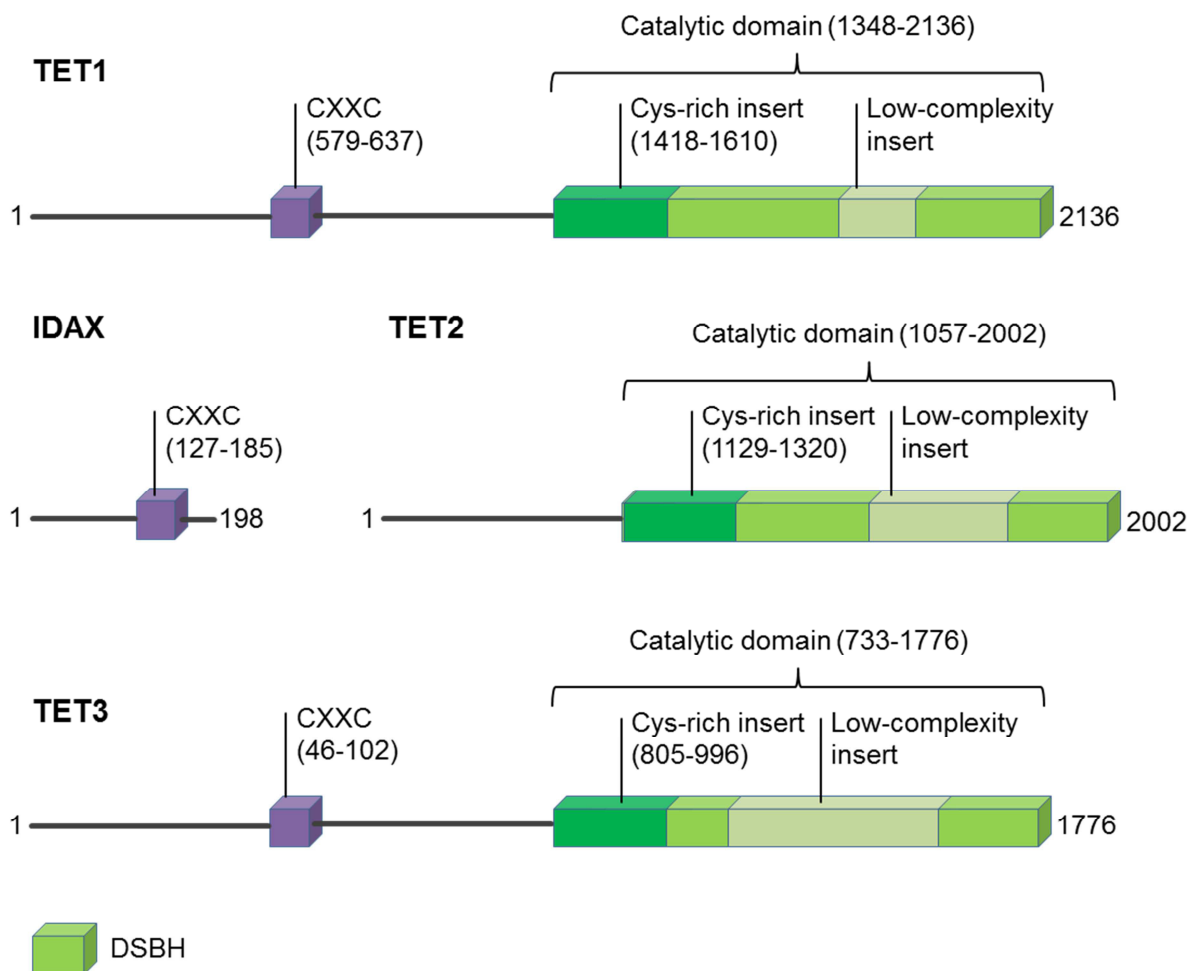 Catalytic domain (1348-2136)
TET1
CXXC
(579-637)
Cys-rich insert
(1418-1610)
Low-complexity
insert
1
2136
IDAX
TET2
Catalytic domain (1057-2002)
CXXC
(127-185)
Cys-rich insert
(1129-1320)
Low-complexity
insert
1
198
1
2002
Catalytic domain (733-1776)
TET3
CXXC
(46-102)
Cys-rich insert
(805-996)
Low-complexity
insert
1
1776
DSBH